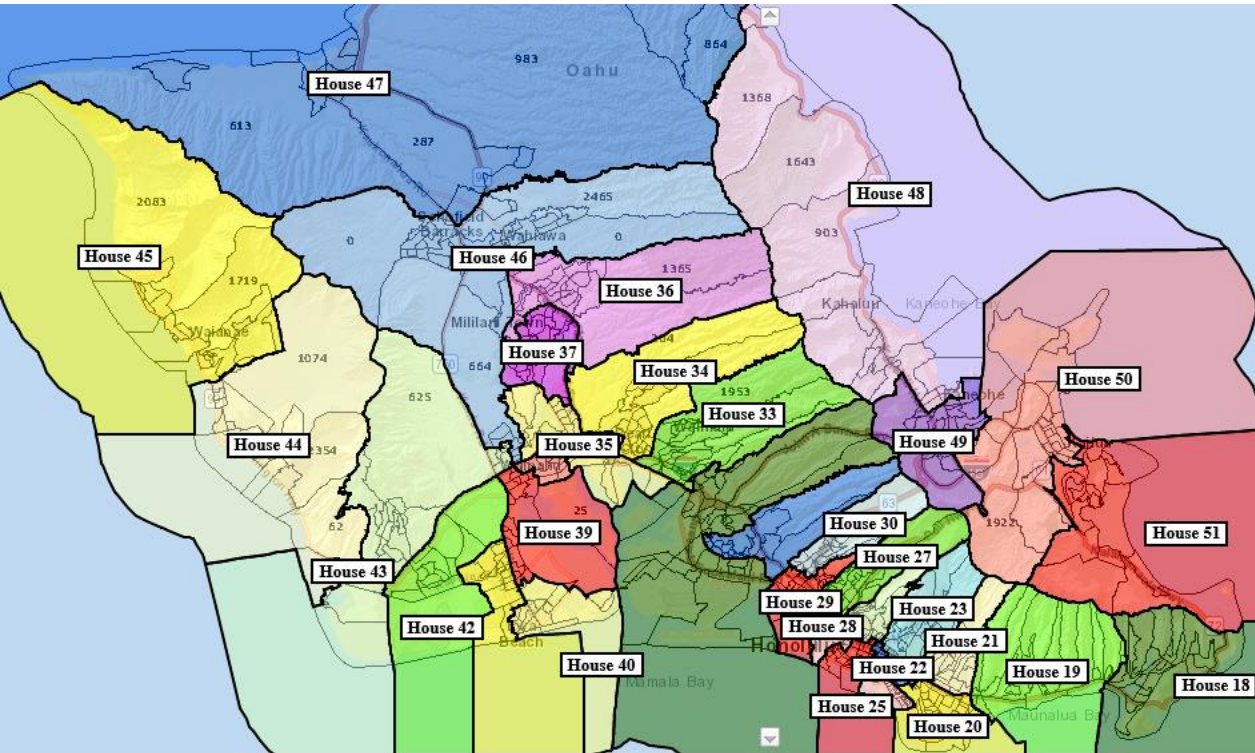 983
864
Oahu
House 47
1368
613
287
1643
2083
2465
House 48
0
Wahiawa
0
903
House 45
House 46
1365
1719
House 36
Kahaluu
Kaneohe Bay
Waianae
House 37
1074
House 34
664
House 50
625
1953
House 33
House 44
2354
House 35
House 49
63
62
25
House 39
House 30
1922
House 51
House 27
House 43
House 29
House 23
House 42
House 28
House 21
Beach
House 40
House 22
House 19
Mamala Bay
House 18
House 25
Maunalua Bay
House 20